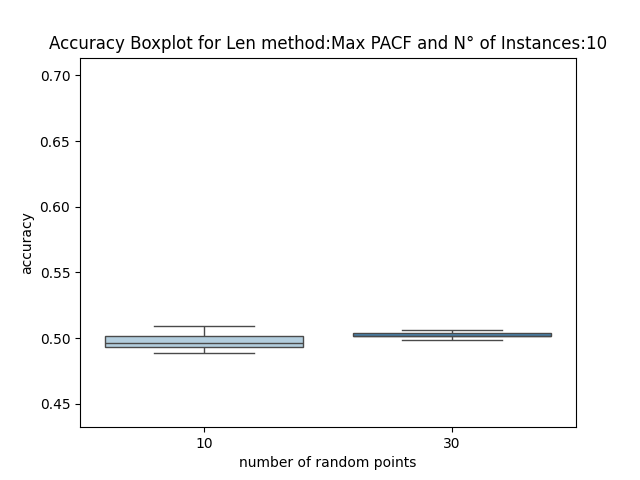 Accuracy Boxplot for Len method:Max PACF and N° of Instances:10
0.70
0.65
0.60
0.55
0.50
0.45
accuracy
10 30
number of random points